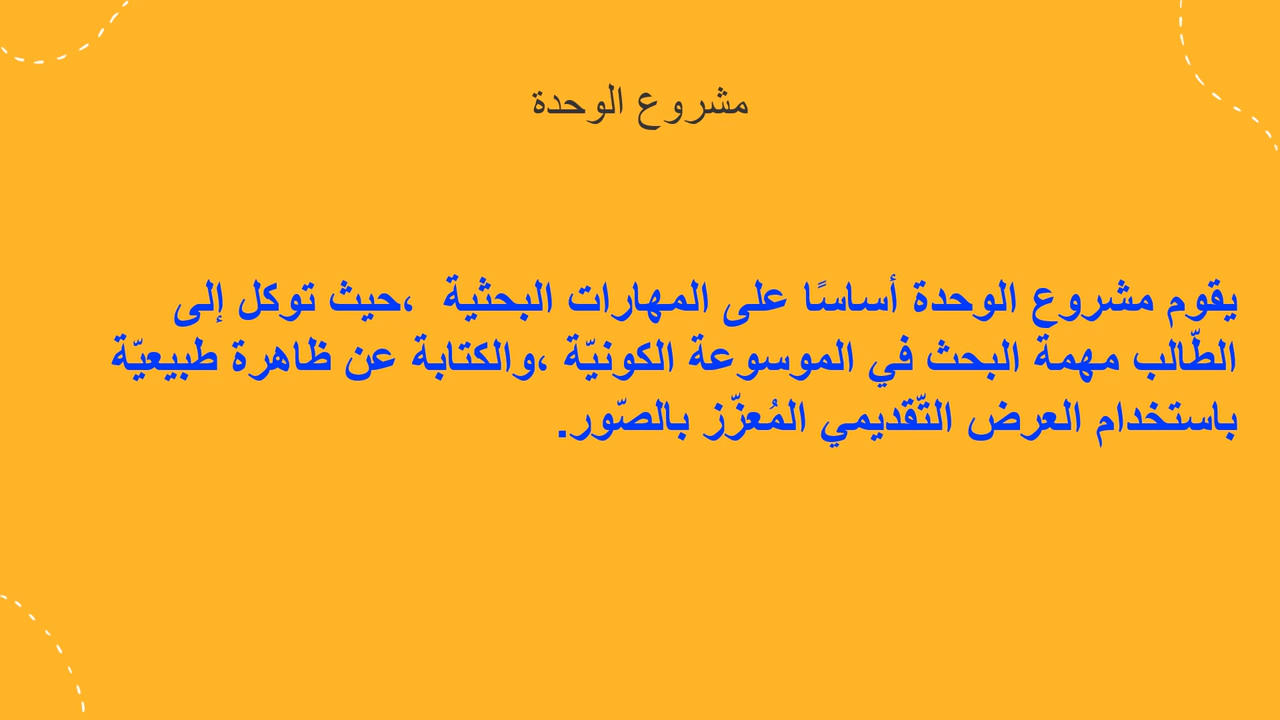 مشروع الوحدة
يقوم مشروع الوحدة أساسًا على المهارات البحثية ،حيث توكل إلى
الطّالب مهمة البحث في الموسوعة الكونيّة ،والكتابة عن ظاهرة طبيعيّة
باستخدام العرض التّقديمي المُعزّز بالصّور.